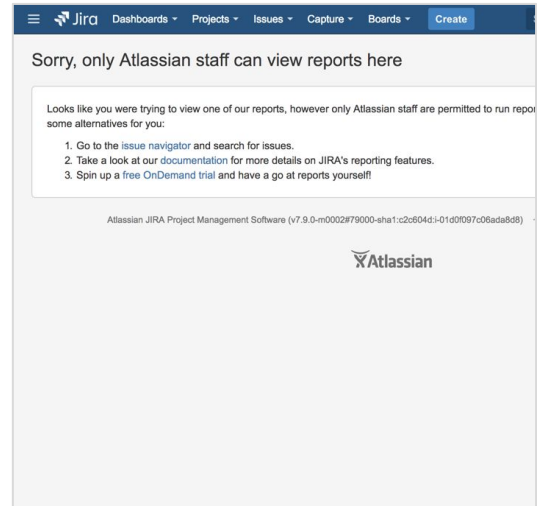 Jira Dashboards Projects Issues Capture Boards Create
Sorry, only Atlassian staff can view reports here
Looks like you were trying to view one of our reports, however only Atlassian staff are permitted to run
some alternatives for you:
1. Go to the issue navigator and search for issues.
2. Take a look at our documentation for more details on JIRA's reporting features.
3. Spin up a free OnDemand trial and have a go at reports yourself!
Atlassian JIRA Project Management Software (v7.9.0-m0002#79000-sha1:c2c604d:i-01d0f097c06ada8d8)
Atlassian